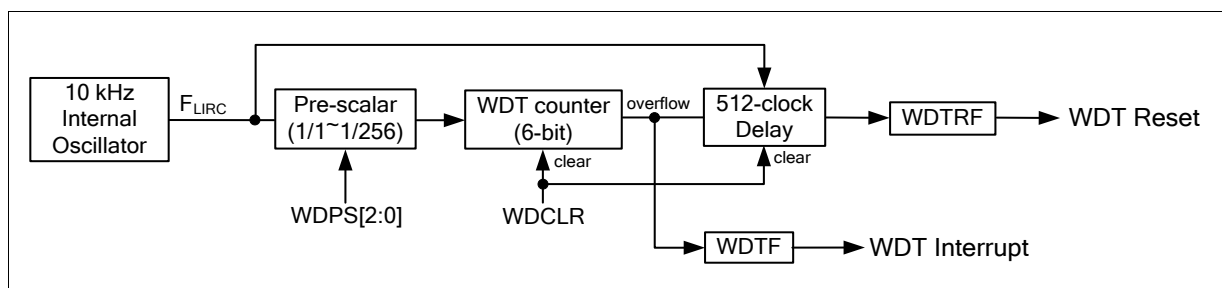 10 kHz
Internal
Oscillator
FLIRC
Pre-scalar
(1/1~1/256)
WDPS[2:0]
WDT counter
(6-bit)
clear
WDCLR
overflow
512-clock
Delay
clear
WDTRF
WDT Reset
WDTF
WDT Interrupt